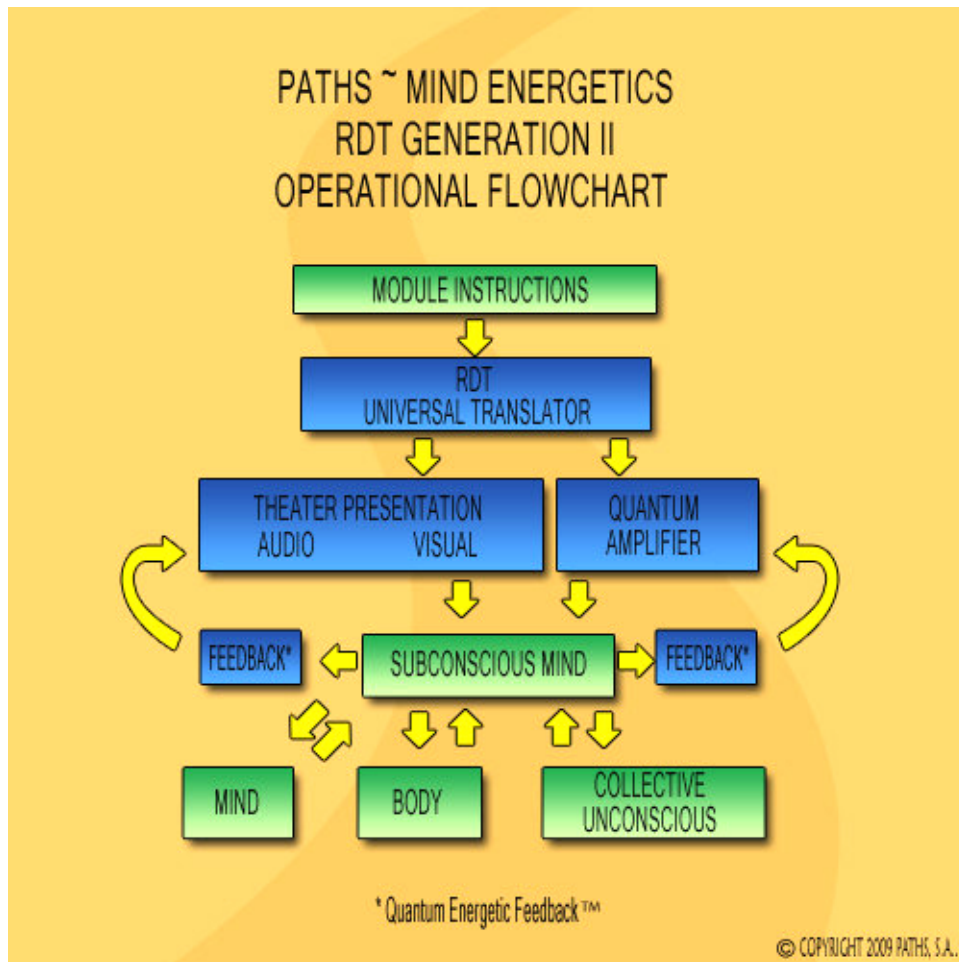 PATHS ~ MIND ENERGETICS
RDT GENERATION II
OPERATIONAL FLOWCHART
MODULE INSTRUCTIONS
RDT
UNIVERSAL TRANSLATOR
THEATER PRESENTATION
AUDIO VISUAL
QUANTUM
AMPLIFIER
FEEDBACK*
SUBCONSCIOUS MIND
FEEDBACK*
MIND
BODY
COLLECTIVE
UNCONSCIOUS
* Quantum Energetic Feedback™
© COPYRIGHT 2009 PATHS, S.A..